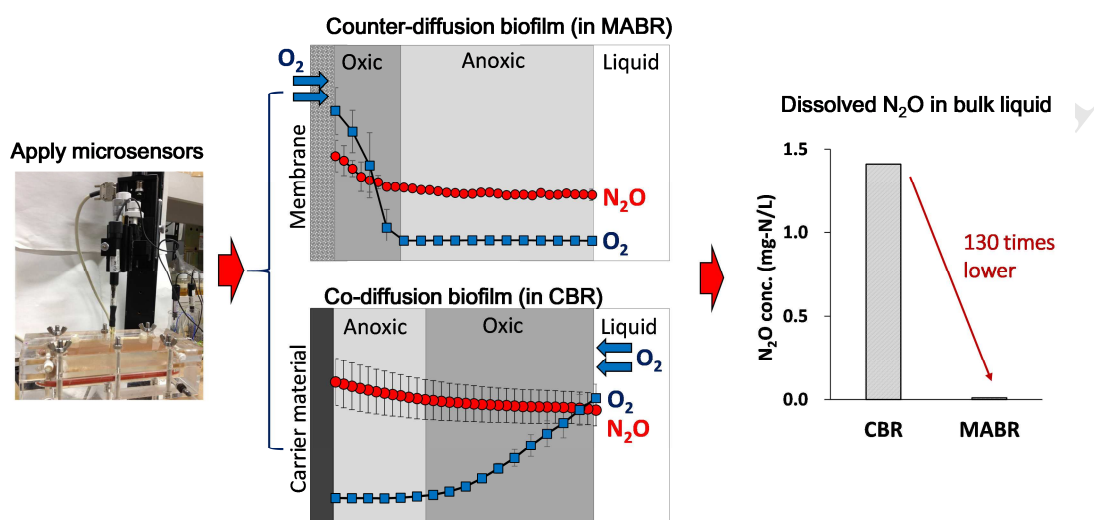 Apply microsensors
Counter-diffusion biofilm (in MABR)
O₂
Oxic
Anoxic
Liquid
Membrane
N₂O
O₂
Co-diffusion biofilm (in CBR)
Anoxic
Oxic
Liquid
Carrier material
O₂
O₂
N₂O
Dissolved N₂O in bulk liquid
N₂O conc. (mg-N/L)
1.5
1.0
0.5
0.0
130 times
lower
CBR
MABR